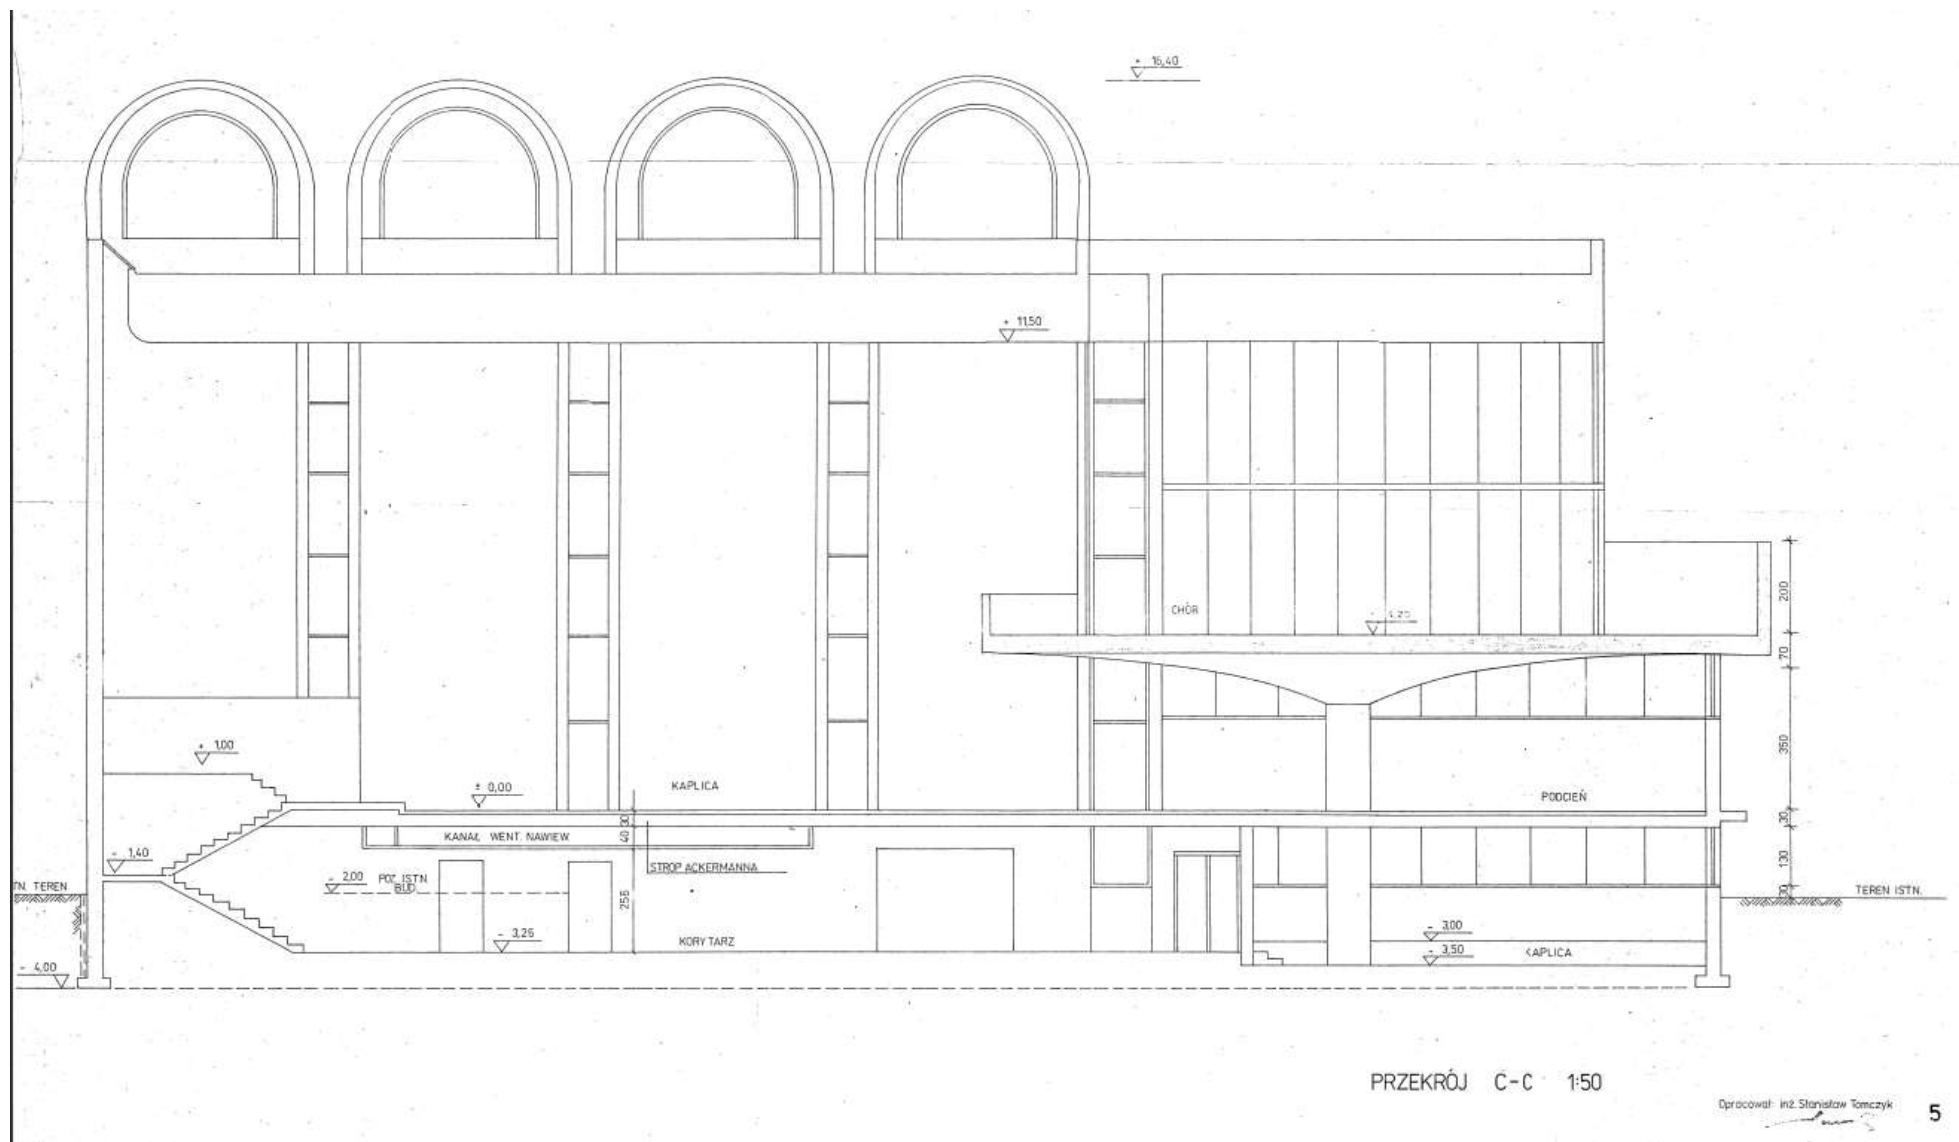 + 16,40
+ 11,50
200
CHÓR
70
+ 1,00
350
± 0,00
KAPLICA
PODCIEŃ
30
30
40
KANAŁ WENT. NAWIEW.
- 1,40
130
STROP ACKERMANNA
- 2,00 POZ. ISTN. BUD.
TEREN
TEREN ISTN.
30
255
- 3,00
- 3,25
KORYTARZ
- 3,50
KAPLICA
- 4,00
PRZEKRÓJ C-C 1:50
Opracował: inż. Stanisław Tomczyk
5